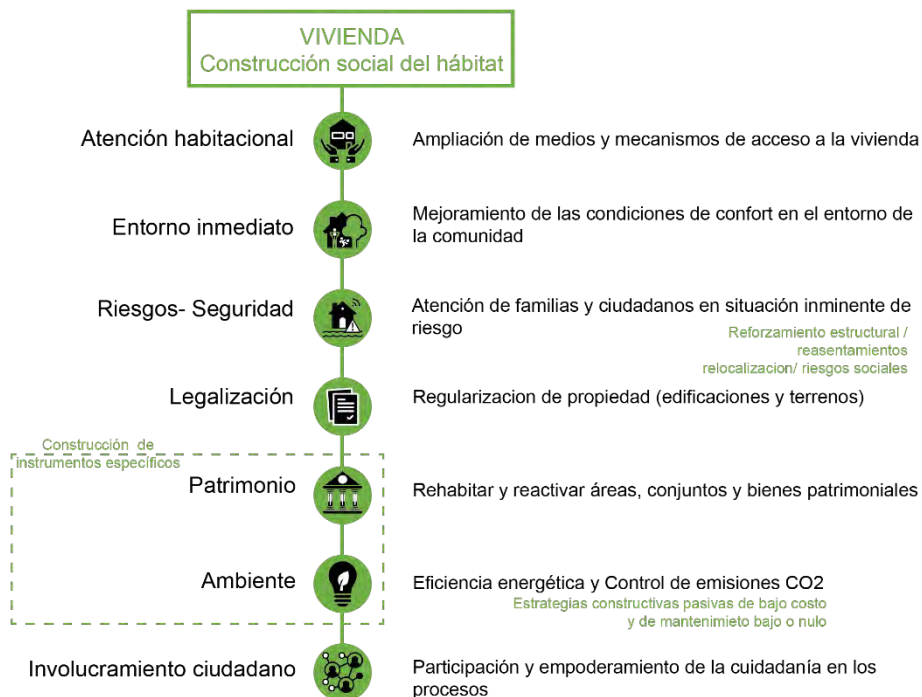 VIVIENDA
Construcción social del hábitat
Atención habitacional
Ampliación de medios y mecanismos de acceso a la vivienda
Entorno inmediato
Mejoramiento de las condiciones de confort en el entorno de
la comunidad
Riesgos- Seguridad
Atención de familias y ciudadanos en situación inminente de
riesgo
Reforzamiento estructural /
reasentamientos
relocalizacion/ riesgos sociales
Legalización
Regularizacion de propiedad (edificaciones y terrenos)
Construcción de
instrumentos específicos
Patrimonio
Rehabitar y reactivar áreas, conjuntos y bienes patrimoniales
Ambiente
Eficiencia energética y Control de emisiones CO2
Estrategias constructivas pasivas de bajo costo
y de mantenimieto bajo o nulo
Involucramiento ciudadano
Participación y empoderamiento de la cuidadanía en los
procesos